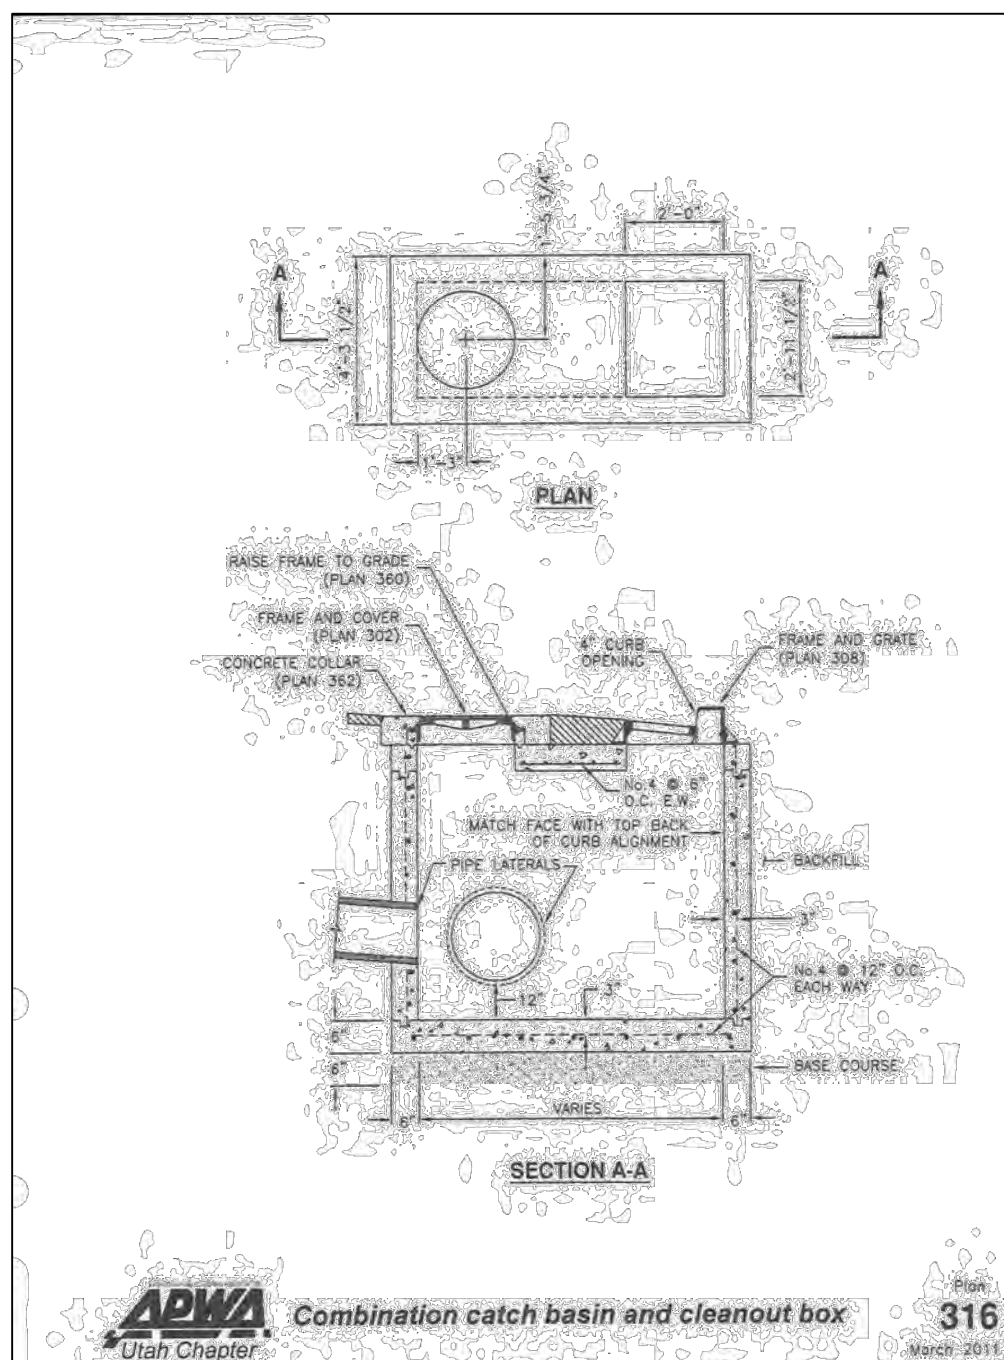 1'-5 3/4"
2'-0"
A
A
4'-3 1/2"
2'-11 1/2"
1'-3"
PLAN
RAISE FRAME TO GRADE
(PLAN 360)
FRAME AND COVER
(PLAN 302)
CONCRETE COLLAR
(PLAN 362)
4" CURB
OPENING
FRAME AND GRATE
(PLAN 308)
No.4 @ 6"
O.C. E.W.
MATCH FACE WITH TOP BACK
OF CURB ALIGNMENT
PIPE LATERALS
BACKFILL
3"
No.4 @ 12" O.C.
EACH WAY
12"
3"
6"
6"
BASE COURSE
VARIES
6"
6"
SECTION A-A
APWA
Utah Chapter
Combination catch basin and cleanout box
Plan
316
March 2011